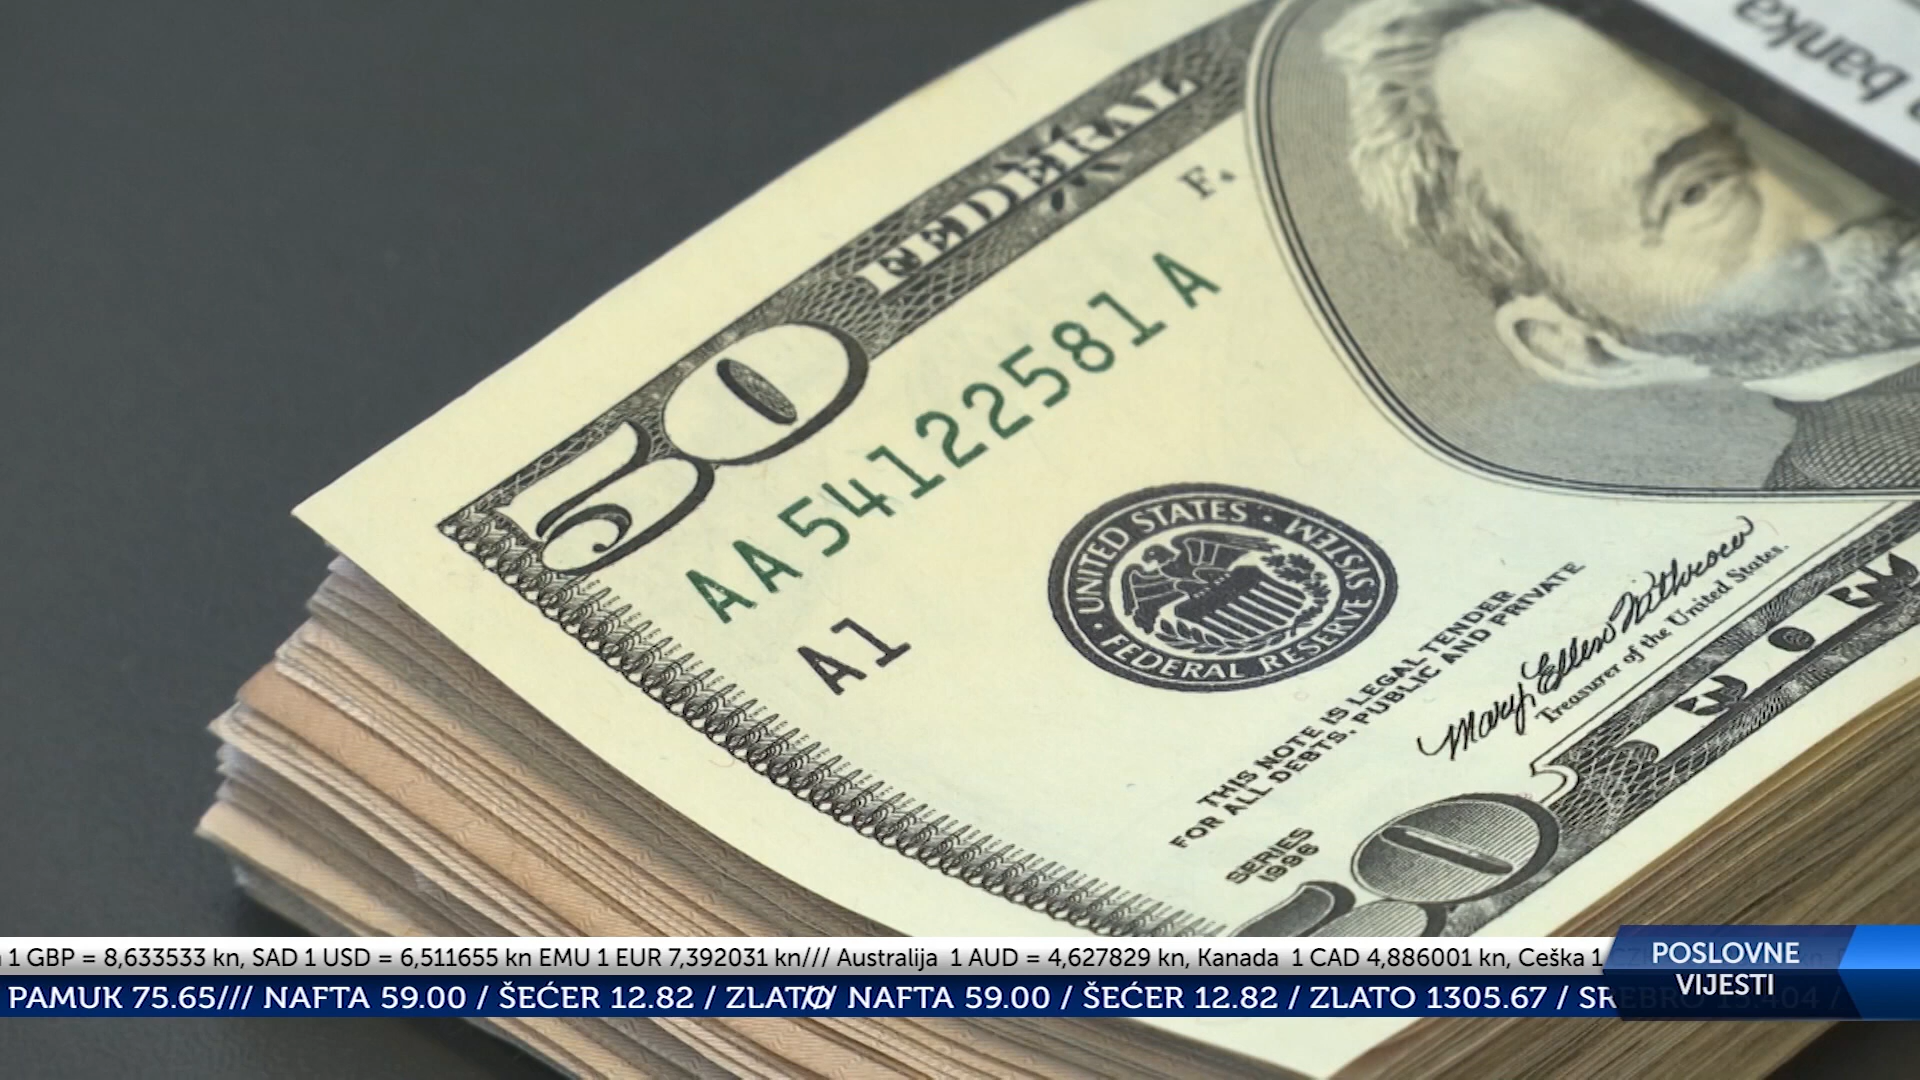 banka
FEDERAL
F.
50
AA54122581A
A1
UNITED STATES · FEDERAL RESERVE SYSTEM ·
THIS NOTE IS LEGAL TENDER
FOR ALL DEBTS, PUBLIC AND PRIVATE
Mary Ellen Withrow
Treasurer of the United States.
SERIES
1996
50
1 GBP = 8,633533 kn, SAD 1 USD = 6,511655 kn EMU 1 EUR 7,392031 kn/// Australija 1 AUD = 4,627829 kn, Kanada 1 CAD 4,886001 kn, Češka 1
PAMUK 75.65/// NAFTA 59.00 / ŠEĆER 12.82 / ZLATO / NAFTA 59.00 / ŠEĆER 12.82 / ZLATO 1305.67 / SREBRO
POSLOVNE
VIJESTI